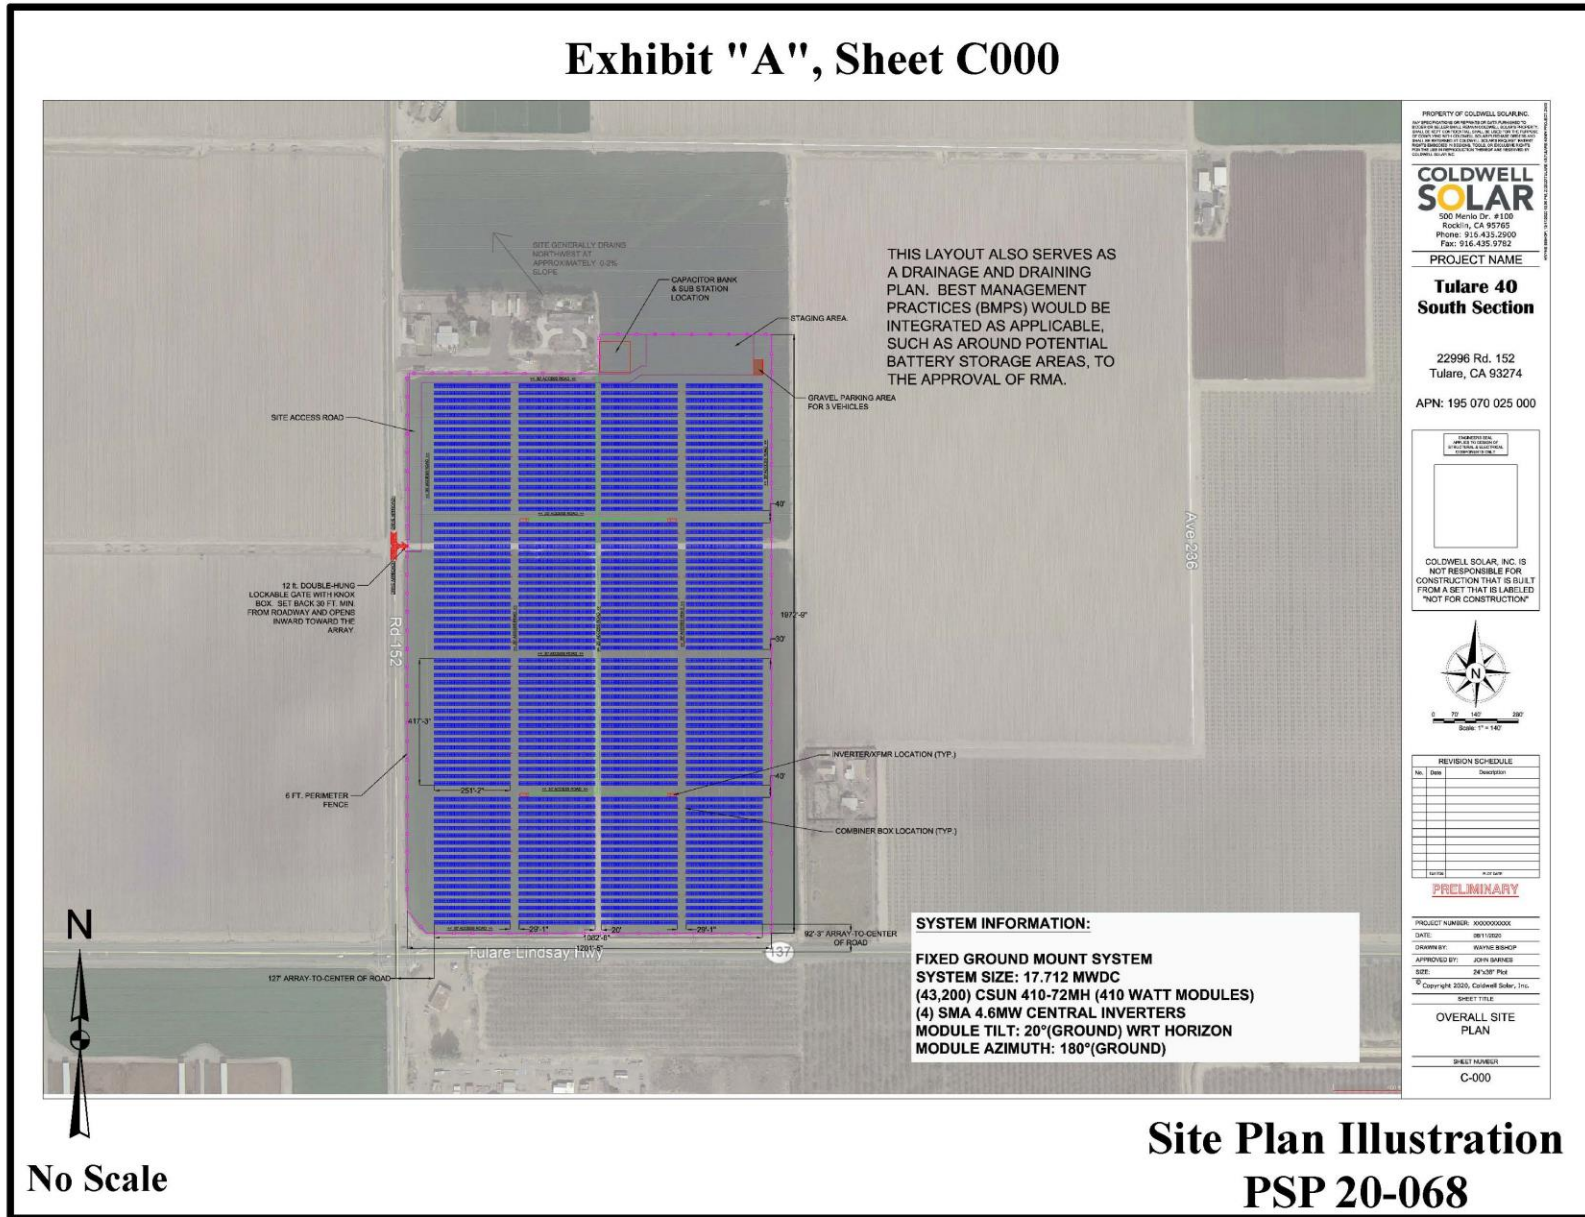 Exhibit "A", Sheet C000
SITE GENERALLY DRAINS
NORTHWEST AT
APPROXIMATELY 0.2%
SLOPE
CAPACITOR BANK
& SUB STATION
LOCATION
STAGING AREA
THIS LAYOUT ALSO SERVES AS
A DRAINAGE AND DRAINING
PLAN. BEST MANAGEMENT
PRACTICES (BMPS) WOULD BE
INTEGRATED AS APPLICABLE,
SUCH AS AROUND POTENTIAL
BATTERY STORAGE AREAS, TO
THE APPROVAL OF RMA.
GRAVEL PARKING AREA
FOR 3 VEHICLES
SITE ACCESS ROAD
40'
12 ft. DOUBLE-HUNG
LOCKABLE GATE WITH KNOX
BOX. SET BACK 30 FT. MIN.
FROM ROADWAY AND OPENS
INWARD TOWARD THE
ARRAY
Rd 152
Ave 236
1972'-9"
30'
417'-3"
INVERTER/XFMR LOCATION (TYP.)
40'
6 FT. PERIMETER
FENCE
251'-2"
COMBINER BOX LOCATION (TYP.)
29'-1"
20'
29'-1"
92'-3" ARRAY-TO-CENTER
OF ROAD
Tulare Lindsay Hwy
137
127' ARRAY-TO-CENTER OF ROAD
SYSTEM INFORMATION:
FIXED GROUND MOUNT SYSTEM
SYSTEM SIZE: 17.712 MWDC
(43,200) CSUN 410-72MH (410 WATT MODULES)
(4) SMA 4.6MW CENTRAL INVERTERS
MODULE TILT: 20°(GROUND) WRT HORIZON
MODULE AZIMUTH: 180°(GROUND)
PROPERTY OF COLDWELL SOLAR,INC.
COLDWELL
SOLAR
500 Menlo Dr. #100
Rocklin, CA 95765
Phone: 916.435.2900
Fax: 916.435.9782
PROJECT NAME
Tulare 40
South Section
22996 Rd. 152
Tulare, CA 93274
APN: 195 070 025 000
COLDWELL SOLAR, INC. IS
NOT RESPONSIBLE FOR
CONSTRUCTION THAT IS BUILT
FROM A SET THAT IS LABELED
"NOT FOR CONSTRUCTION"
N
0 70' 140' 280'
Scale: 1" = 140'
REVISION SCHEDULE
No. Date Description
PRELIMINARY
PROJECT NUMBER: XXXXXXXXXX
DATE: 08/11/2020
DRAWN BY: WAYNE BISHOP
APPROVED BY: JOHN BARNES
SIZE: 24"x36" Plot
© Copyright 2020, Coldwell Solar, Inc.
SHEET TITLE
OVERALL SITE
PLAN
SHEET NUMBER
C-000
N
No Scale
Site Plan Illustration
PSP 20-068